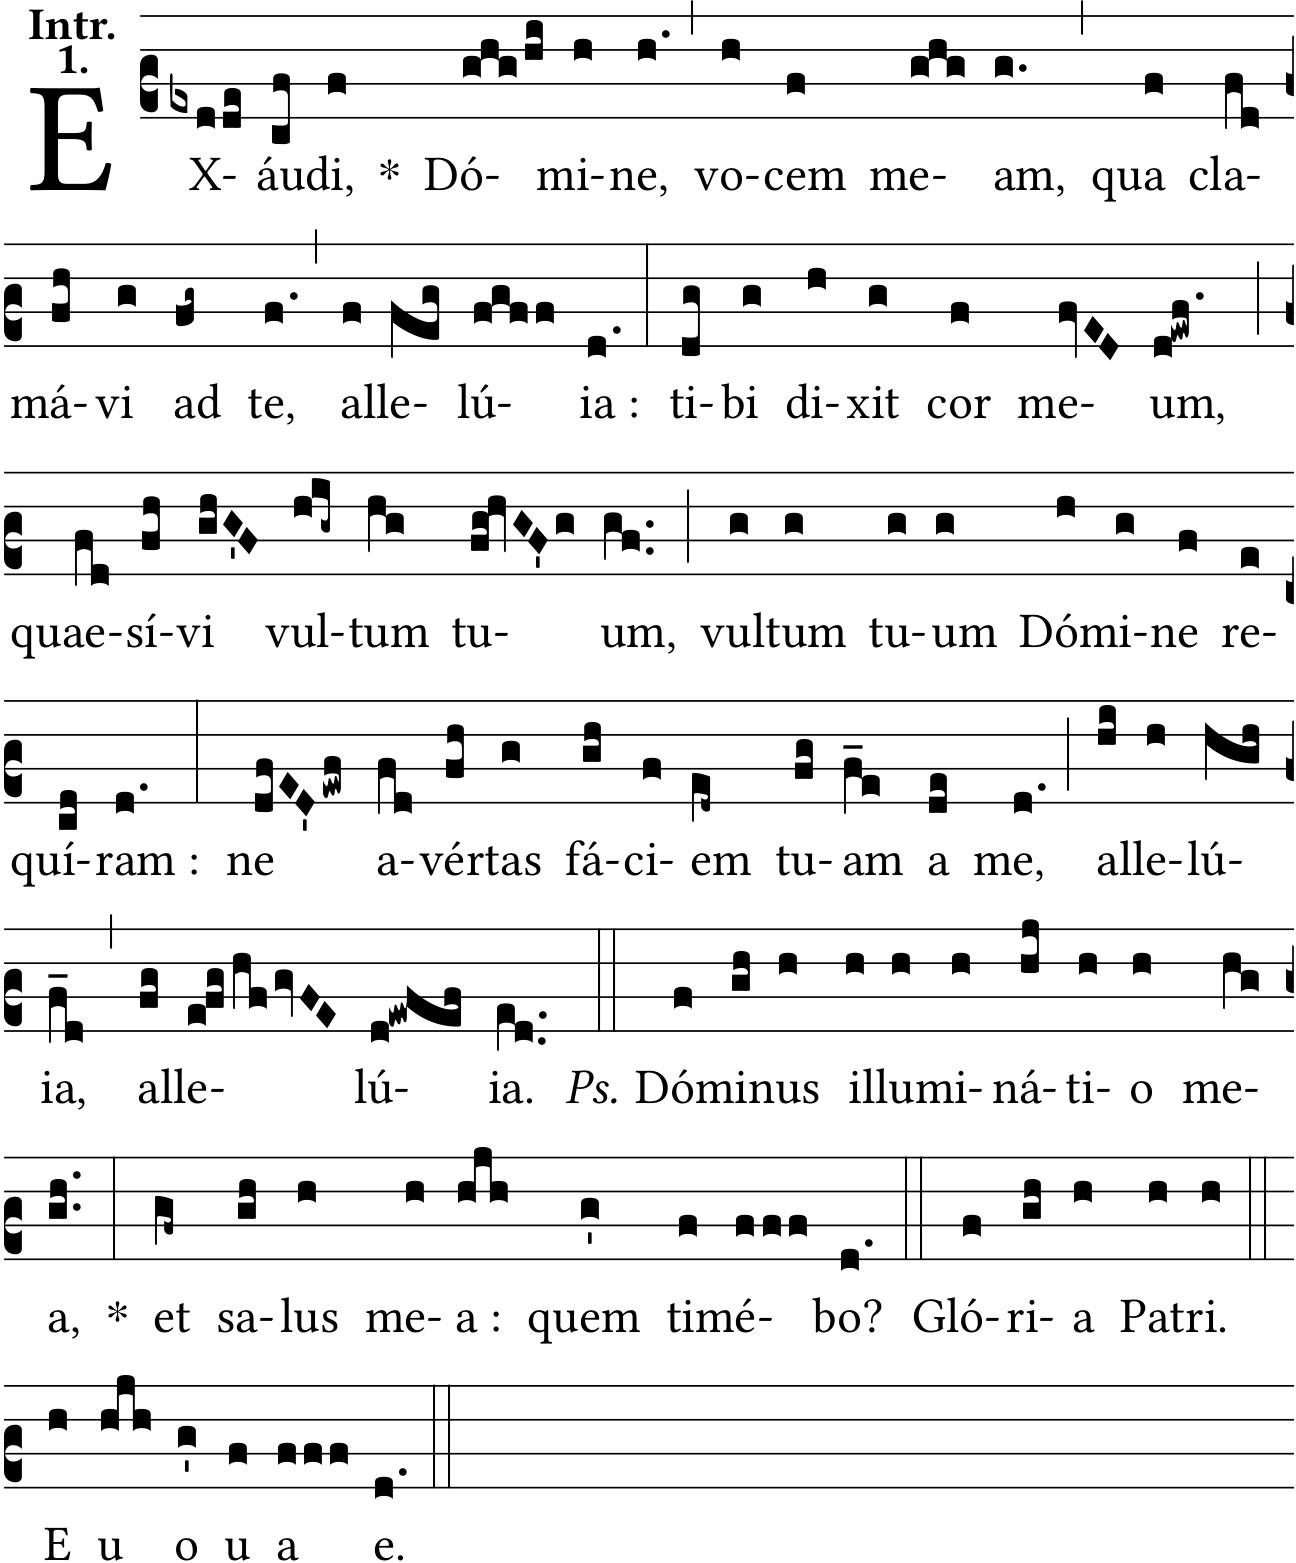 Intr.
1.
EX-áudi, * Dó- mi-ne, vo-cem me- am, qua cla-
má-vi ad te, alle- lú- ia : ti-bi di-xit cor me- um,
quae-sí-vi vul-tum tu- um, vultum tu-um Dómi-ne re-
quí-ram : ne a-vértas fá-ci- em tu-am a me, alle-lú-
ia, alle- lú- ia. Ps. Dóminus illumi-ná-ti- o me-
a, * et sa-lus me-a : quem timé- bo? Gló-ri- a Patri.
E u o u a e.